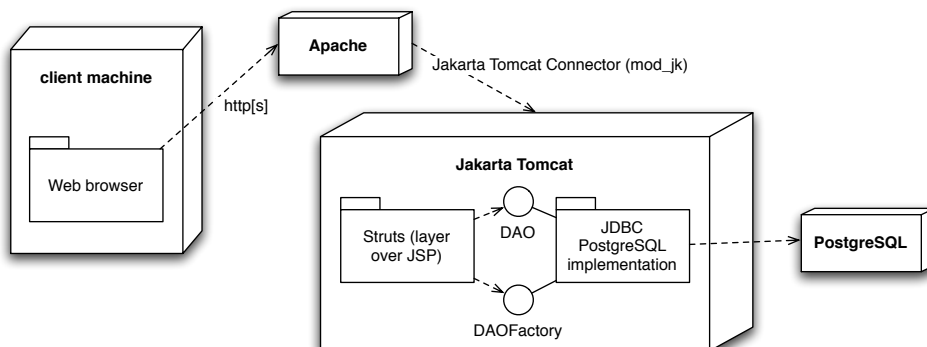 Apache
client machine
Jakarta Tomcat Connector (mod_jk)
http[s]
Web browser
Jakarta Tomcat
Struts (layer
over JSP)
DAO
JDBC
PostgreSQL
implementation
PostgreSQL
DAOFactory